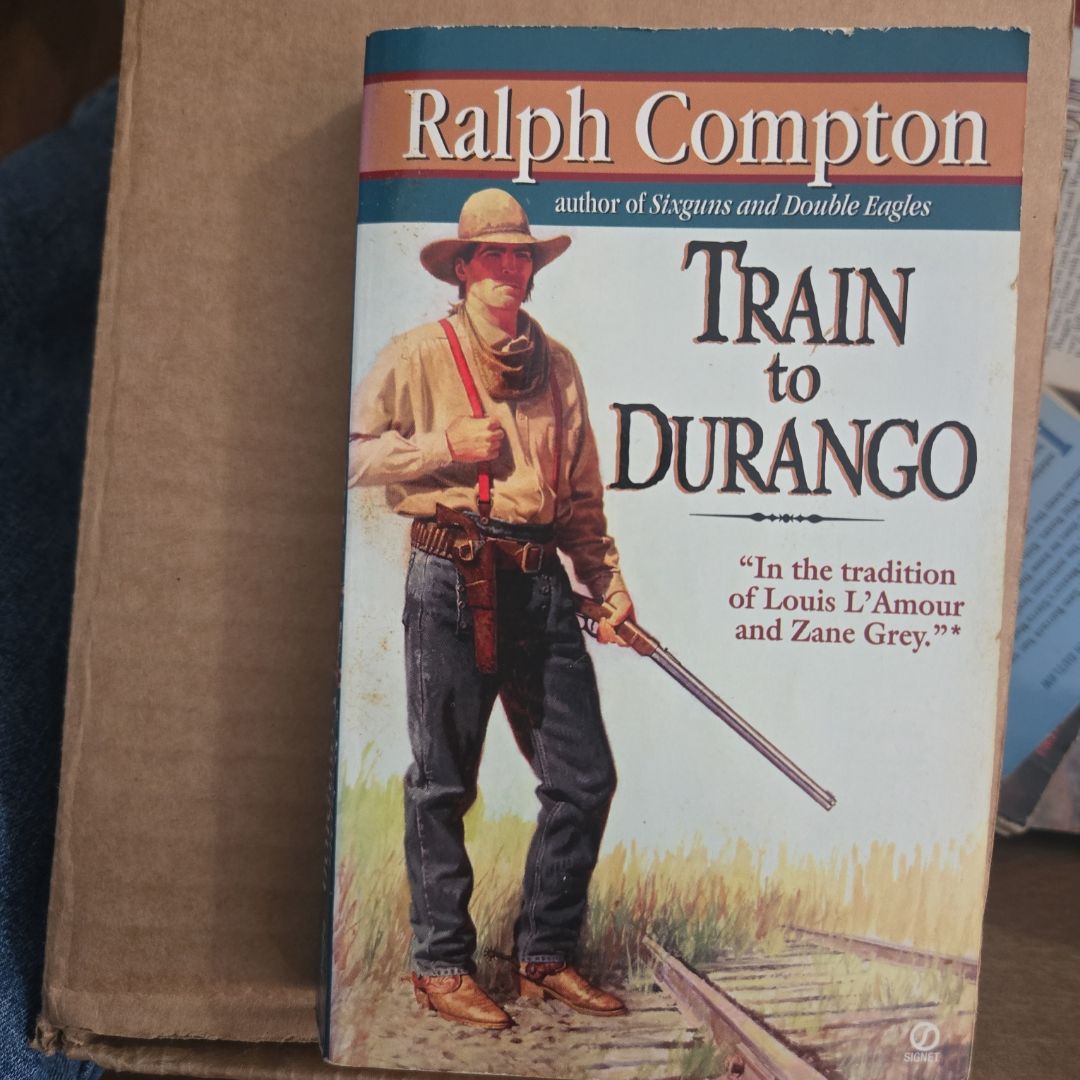 Ralph Compton
author of Sixguns and Double Eagles
TRAIN
to
DURANGO
“In the tradition
of Louis L’Amour
and Zane Grey.”*
SIGNET